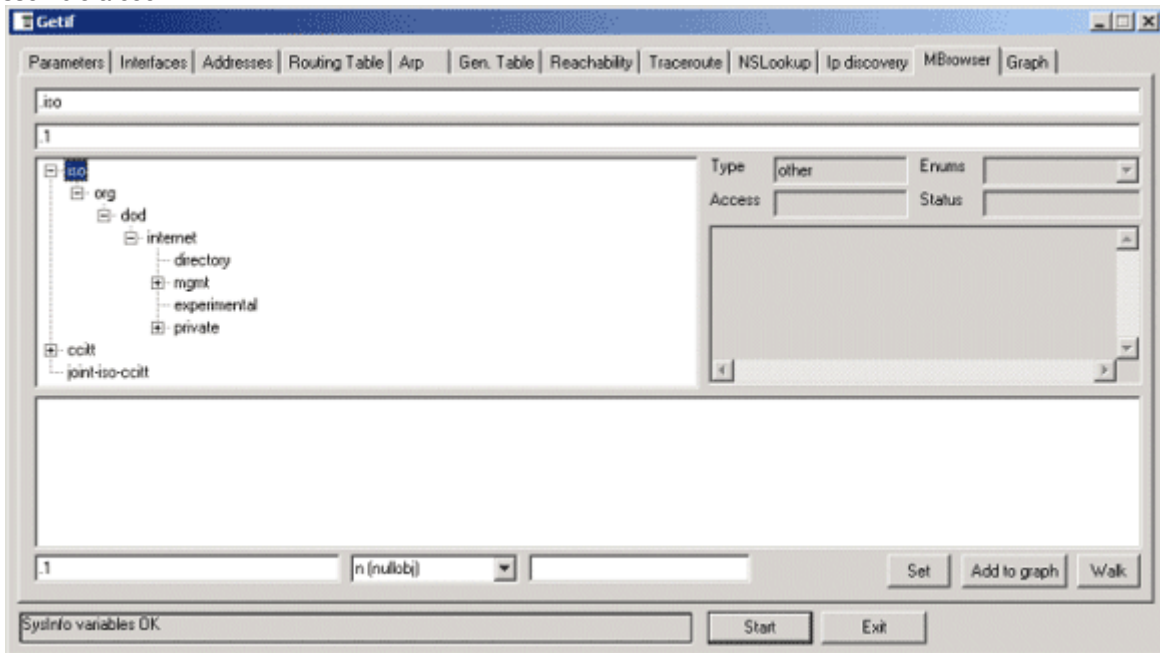 Getif
Parameters Interfaces Addresses Routing Table Arp Gen. Table Reachability Traceroute NSLookup Ip discovery MBrowser Graph
.iso
.1
iso
org
dod
internet
directory
mgmt
experimental
private
ccitt
joint-iso-ccitt
Type other Enums
Access Status
.1 n (nullobj)
Set Add to graph Walk
SysInfo variables OK Start Exit